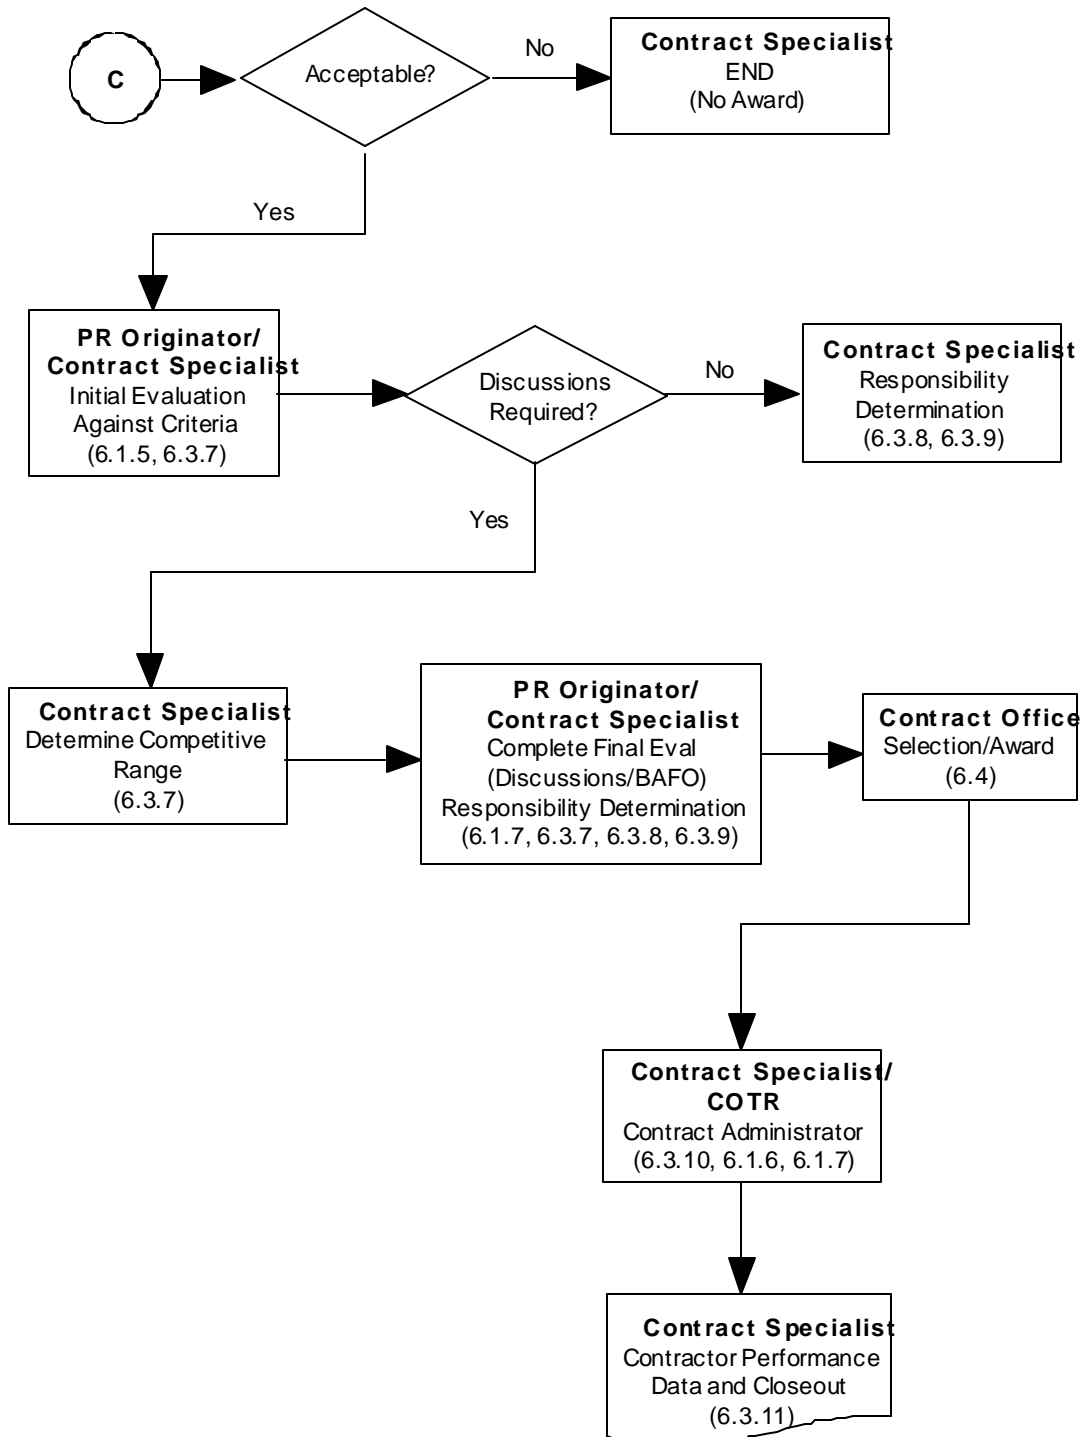 C
Acceptable?
No
Contract Specialist
END
(No Award)
Yes
PR Originator/
Contract Specialist
Initial Evaluation
Against Criteria
(6.1.5, 6.3.7)
Discussions
Required?
No
Contract Specialist
Responsibility
Determination
(6.3.8, 6.3.9)
Yes
Contract Specialist
Determine Competitive
Range
(6.3.7)
PR Originator/
Contract Specialist
Complete Final Eval
(Discussions/BAFO)
Responsibility Determination
(6.1.7, 6.3.7, 6.3.8, 6.3.9)
Contract Office
Selection/Award
(6.4)
Contract Specialist/
COTR
Contract Administrator
(6.3.10, 6.1.6, 6.1.7)
Contract Specialist
Contractor Performance
Data and Closeout
(6.3.11)